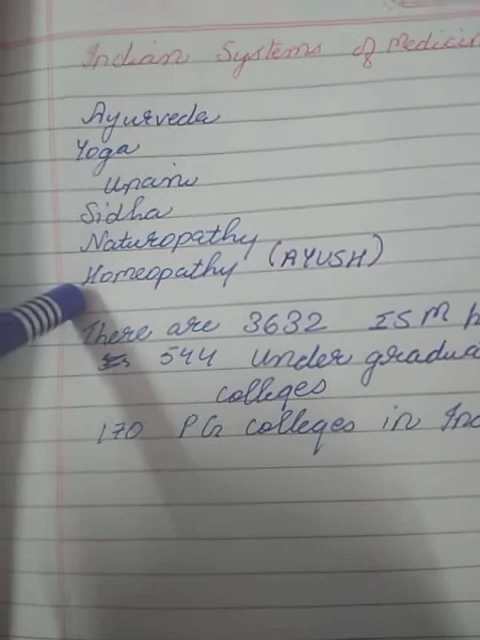 Indian Systems of Medicin
Ayurveda
Yoga
Unani
Sidha
Naturopathy
Homeopathy (AYUSH)
There are 3632 ISM h
544 Under gradua
colleges
170 PG colleges in Ind